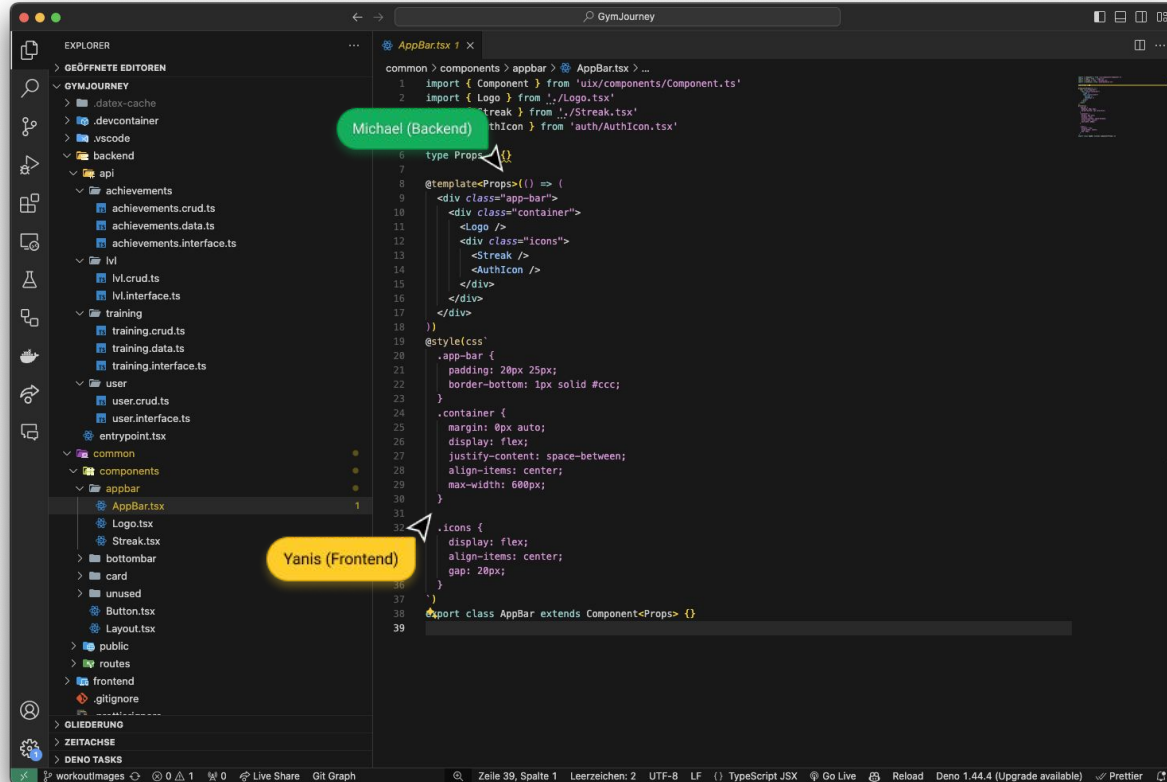 GymJourney
EXPLORER
GEÖFFNETE EDITOREN
GYMJOURNEY
.datex-cache
.devcontainer
.vscode
backend
api
achievements
achievements.crud.ts
achievements.data.ts
achievements.interface.ts
lvl
lvl.crud.ts
lvl.interface.ts
training
training.crud.ts
training.data.ts
training.interface.ts
user
user.crud.ts
user.interface.ts
entrypoint.tsx
common
components
appbar
AppBar.tsx 1
Logo.tsx
Streak.tsx
bottombar
card
unused
Button.tsx
Layout.tsx
public
routes
frontend
.gitignore
GLIEDERUNG
ZEITACHSE
DENO TASKS
AppBar.tsx 1
common > components > appbar > AppBar.tsx > ...
1 import { Component } from 'uix/components/Component.ts'
2 import { Logo } from './Logo.tsx'
Streak } from './Streak.tsx'
thIcon } from 'auth/AuthIcon.tsx'
Michael (Backend)
6 type Props {}
7
8 @template<Props>(() => (
9 <div class="app-bar">
10 <div class="container">
11 <Logo />
12 <div class="icons">
13 <Streak />
14 <AuthIcon />
15 </div>
16 </div>
17 </div>
18 ))
19 @style(css`
20 .app-bar {
21 padding: 20px 25px;
22 border-bottom: 1px solid #ccc;
23 }
24 .container {
25 margin: 0px auto;
26 display: flex;
27 justify-content: space-between;
28 align-items: center;
29 max-width: 600px;
30 }
31
32 .icons {
display: flex;
Yanis (Frontend)
align-items: center;
gap: 20px;
36 }
37 `)
38 export class AppBar extends Component<Props> {}
39
workoutImages 0 1 0 Live Share Git Graph Zeile 39, Spalte 1 Leerzeichen: 2 UTF-8 LF {} TypeScript JSX Go Live Reload Deno 1.44.4 (Upgrade available) Prettier
1